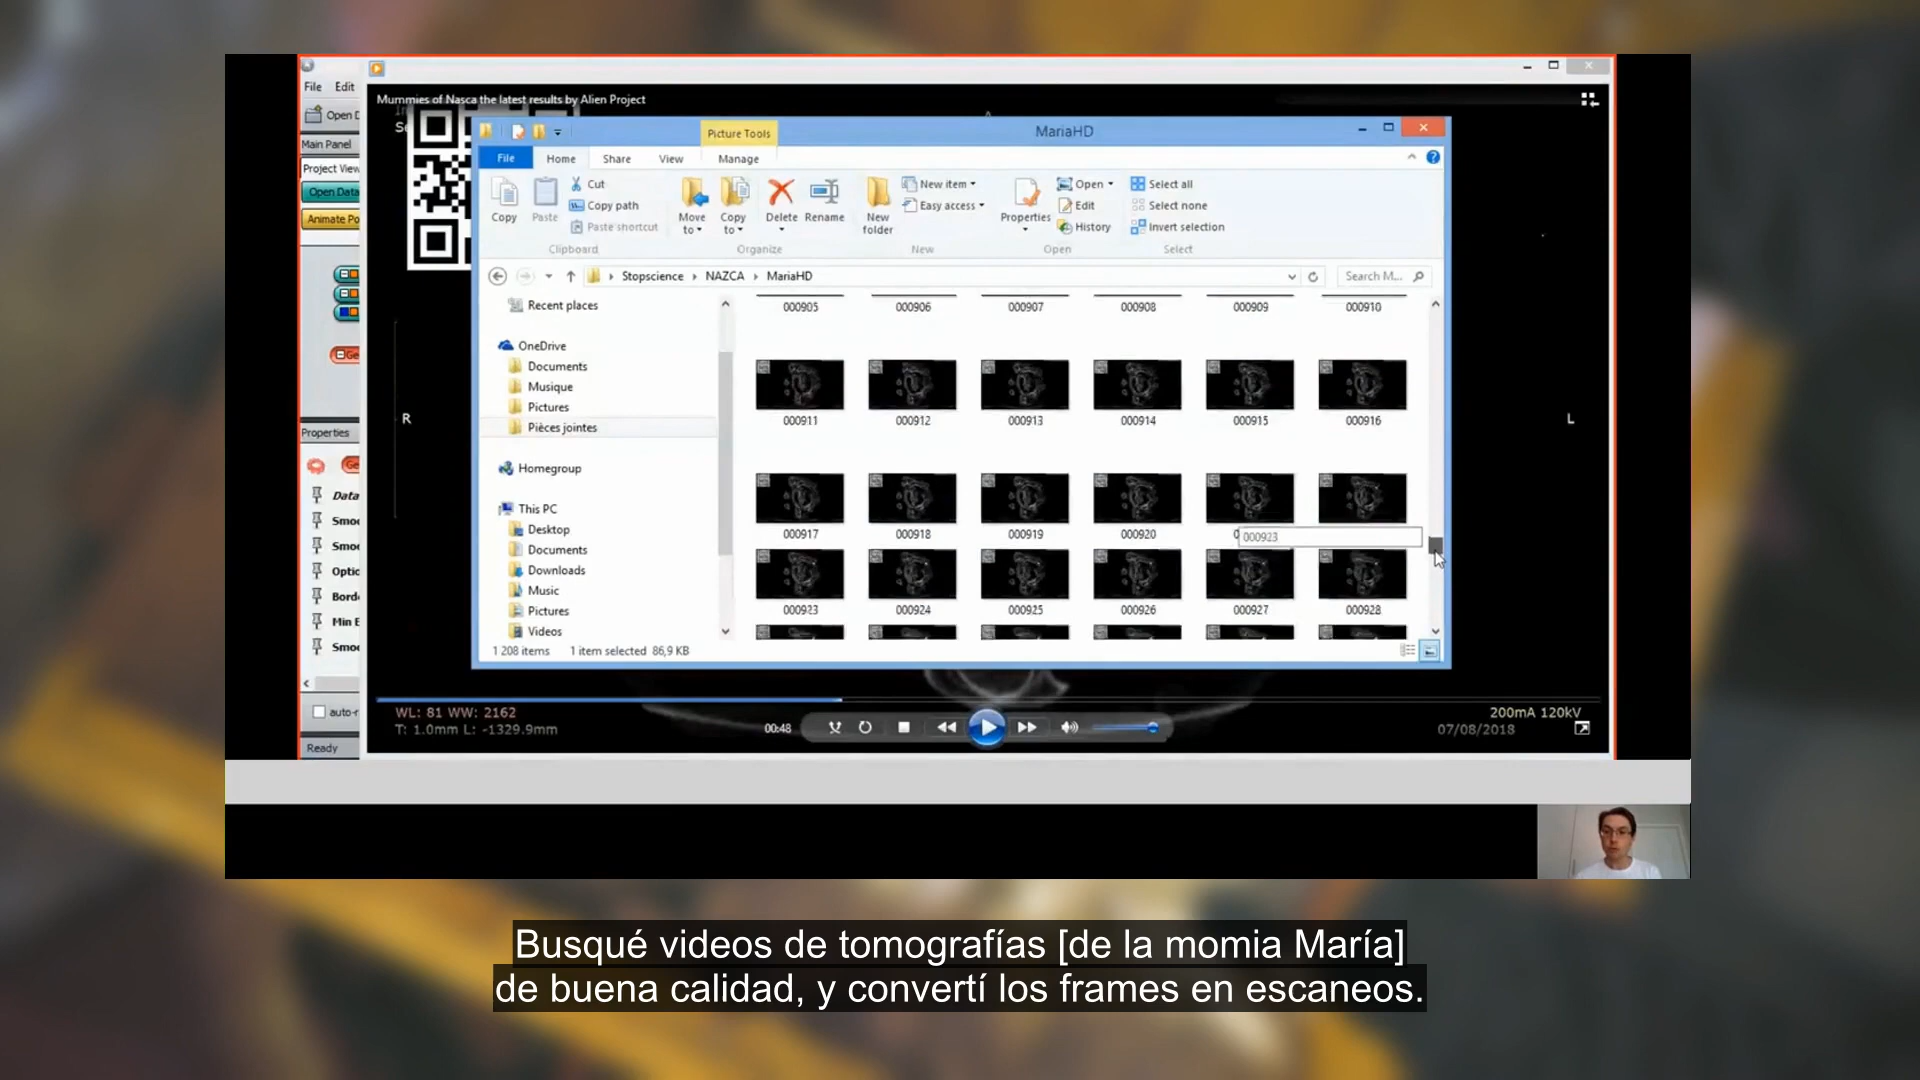 File Edit
Mummies of Nasca the latest results by Alien Project
Open
Main Panel
Project View
Open Data
Animate
Properties
Data
Min
auto-
Ready
R
L
Picture Tools
MariaHD
File Home Share View Manage
Copy
Paste
Cut
Copy path
Paste shortcut
Clipboard
Move to
Copy to
Delete
Rename
Organize
New folder
New item
Easy access
New
Properties
Open
Edit
History
Open
Select all
Select none
Invert selection
Select
Stopscience NAZCA MariaHD
Search M...
Recent places
OneDrive
Documents
Musique
Pictures
Pièces jointes
Homegroup
This PC
Desktop
Documents
Downloads
Music
Pictures
Videos
000905 000906 000907 000908 000909 000910
000911 000912 000913 000914 000915 000916
000917 000918 000919 000920
000923
000923 000924 000925 000926 000927 000928
1 208 items 1 item selected 86,9 KB
WL: 81 WW: 2162
T: 1.0mm L: -1329.9mm
00:48
200mA 120kV
07/08/2018
Busqué videos de tomografías [de la momia María]
de buena calidad, y convertí los frames en escaneos.